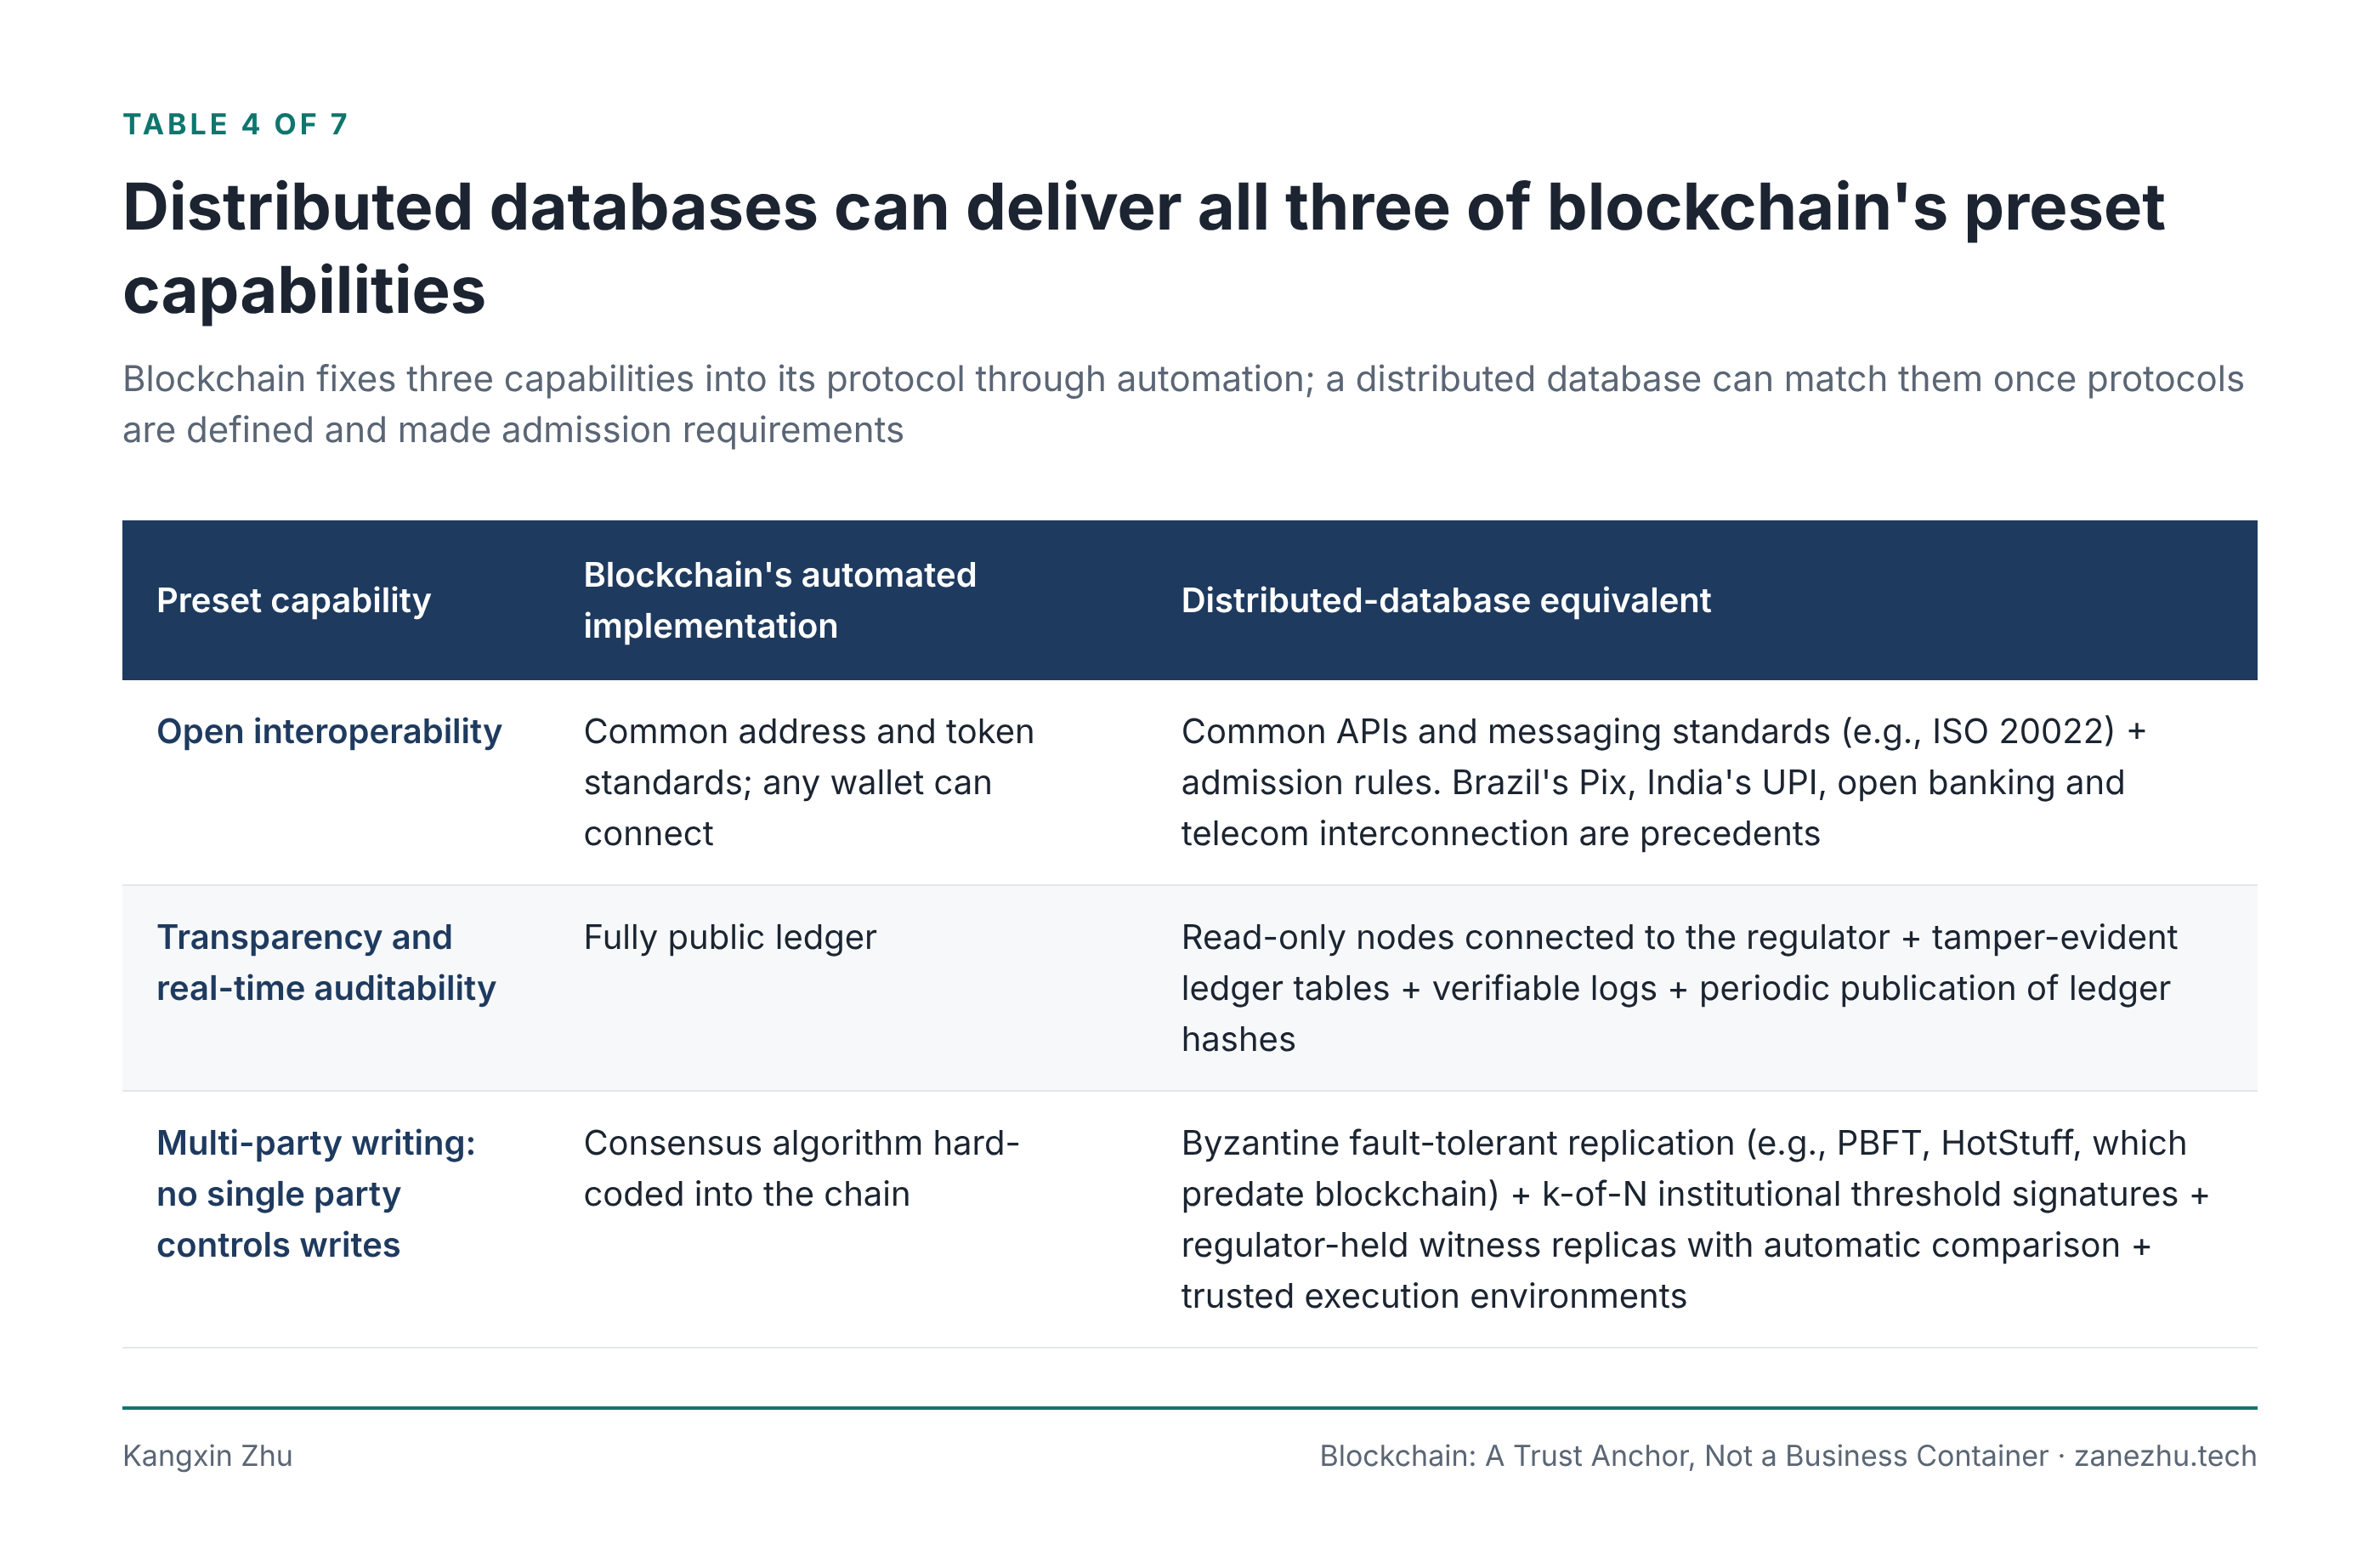 TABLE 4 OF 7
Distributed databases can deliver all three of blockchain's preset
capabilities
Blockchain fixes three capabilities into its protocol through automation; a distributed database can match them once protocols
are defined and made admission requirements
Preset capability
Blockchain's automated
implementation
Distributed-database equivalent
Open interoperability
Common address and token
standards; any wallet can
connect
Common APIs and messaging standards (e.g., ISO 20022) +
admission rules. Brazil's Pix, India's UPI, open banking and
telecom interconnection are precedents
Transparency and
real-time auditability
Fully public ledger
Read-only nodes connected to the regulator + tamper-evident
ledger tables + verifiable logs + periodic publication of ledger
hashes
Multi-party writing:
no single party
controls writes
Consensus algorithm hard-
coded into the chain
Byzantine fault-tolerant replication (e.g., PBFT, HotStuff, which
predate blockchain) + k-of-N institutional threshold signatures +
regulator-held witness replicas with automatic comparison +
trusted execution environments
Kangxin Zhu
Blockchain: A Trust Anchor, Not a Business Container · zanezhu.tech